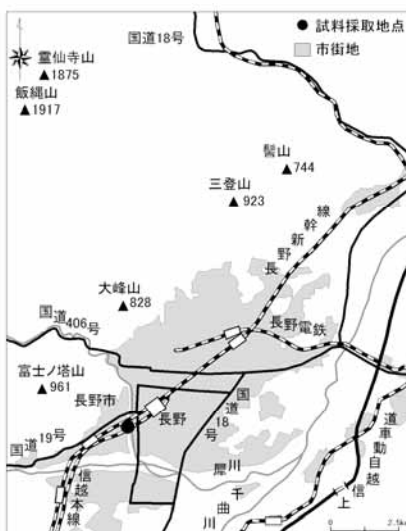 国道18号
●試料採取地点
市街地
霊仙寺山
▲1875
飯縄山
▲1917
髻山
▲744
三登山
▲923
長野新幹線
大峰山
▲828
国道406号
長野電鉄
富士ノ塔山
▲961
長野市
長野
国道18号
国道19号
信越本線
犀川
千曲川
上信越自動車道
0